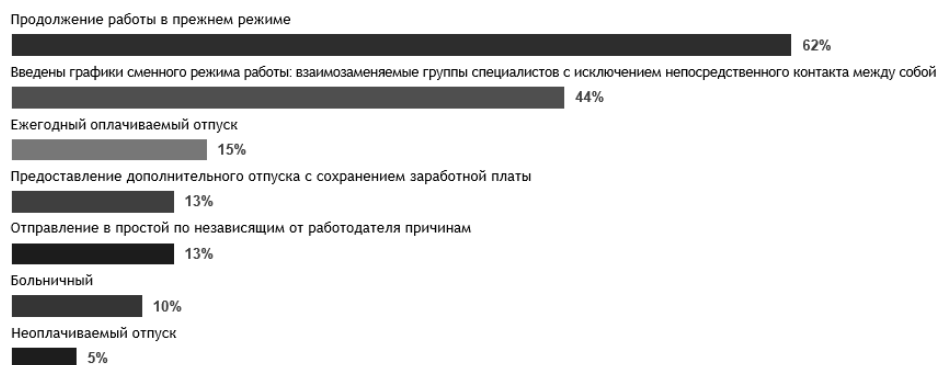 Продолжение работы в прежнем режиме
62%
Введены графики сменного режима работы: взаимозаменяемые группы специалистов с исключением непосредственного контакта между собой
44%
Ежегодный оплачиваемый отпуск
15%
Предоставление дополнительного отпуска с сохранением заработной платы
13%
Отправление в простой по независящим от работодателя причинам
13%
Больничный
10%
Неоплачиваемый отпуск
5%